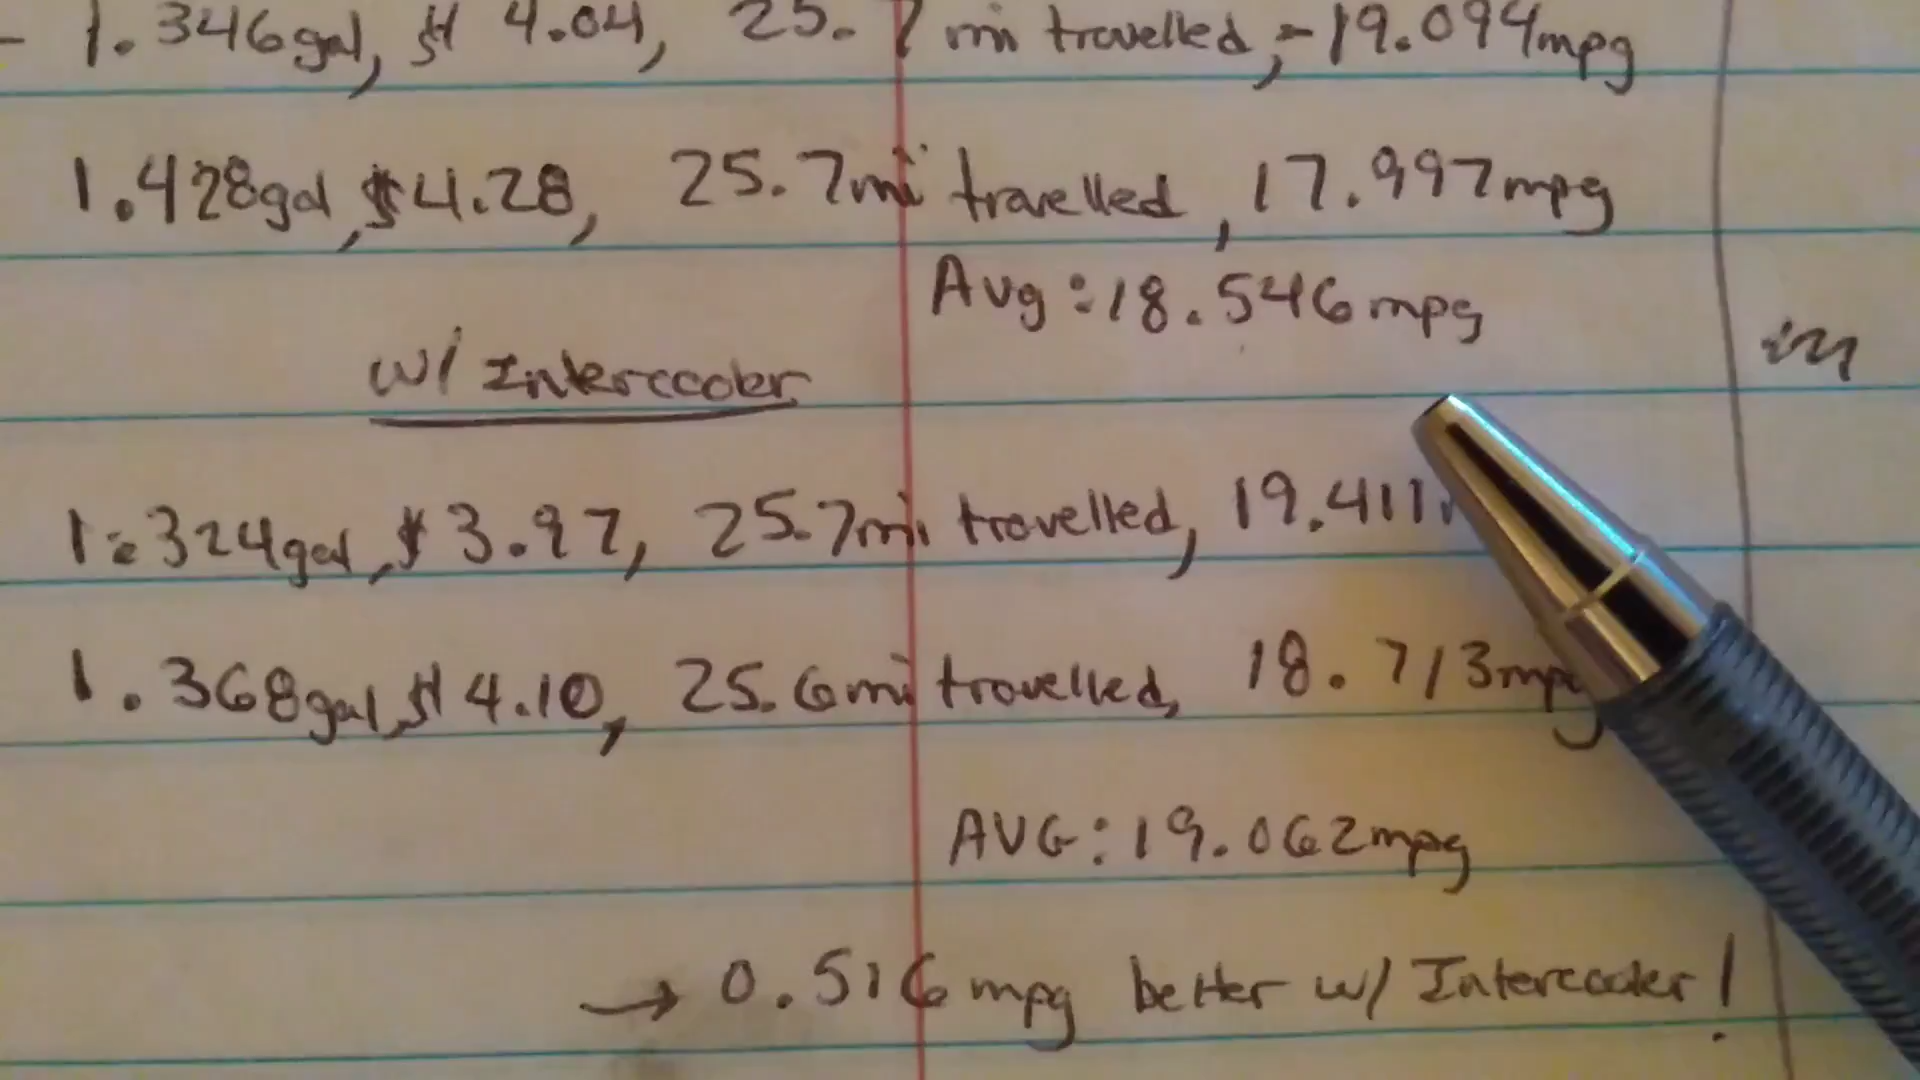 - 1.346gal, $4.04, 25.7 mi travelled, - 19.094mpg
1.428gal, $4.28, 25.7mi travelled, 17.997mpg
Avg: 18.546mpg
w/ Intercooler
1.324gal, $3.97, 25.7mi travelled, 19.411
1.368gal, $4.10, 25.6mi travelled, 18.713mpg
AVG: 19.062mpg
→ 0.516mpg better w/ Intercooler!